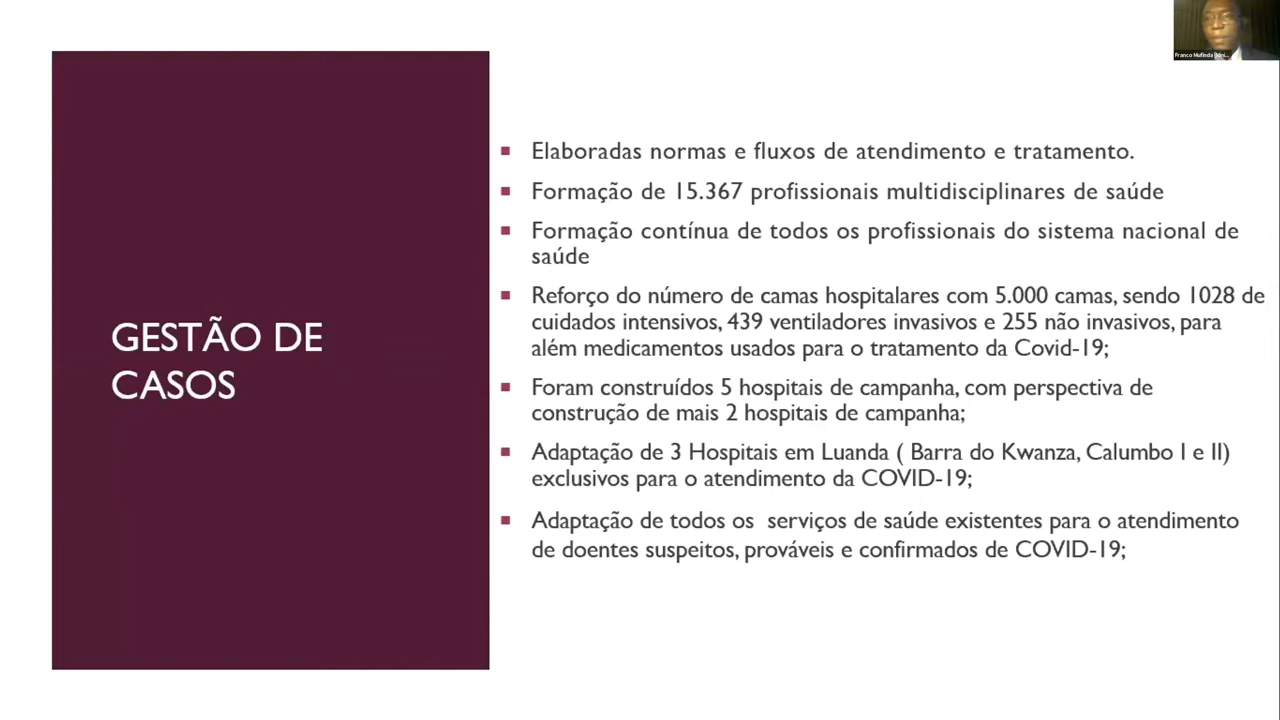 Franco Mufinda
GESTÃO DE
CASOS
Elaboradas normas e fluxos de atendimento e tratamento.
Formação de 15.367 profissionais multidisciplinares de saúde
Formação contínua de todos os profissionais do sistema nacional de
saúde
Reforço do número de camas hospitalares com 5.000 camas, sendo 1028 de
cuidados intensivos, 439 ventiladores invasivos e 255 não invasivos, para
além medicamentos usados para o tratamento da Covid-19;
Foram construídos 5 hospitais de campanha, com perspectiva de
construção de mais 2 hospitais de campanha;
Adaptação de 3 Hospitais em Luanda ( Barra do Kwanza, Calumbo I e II)
exclusivos para o atendimento da COVID-19;
Adaptação de todos os serviços de saúde existentes para o atendimento
de doentes suspeitos, prováveis e confirmados de COVID-19;